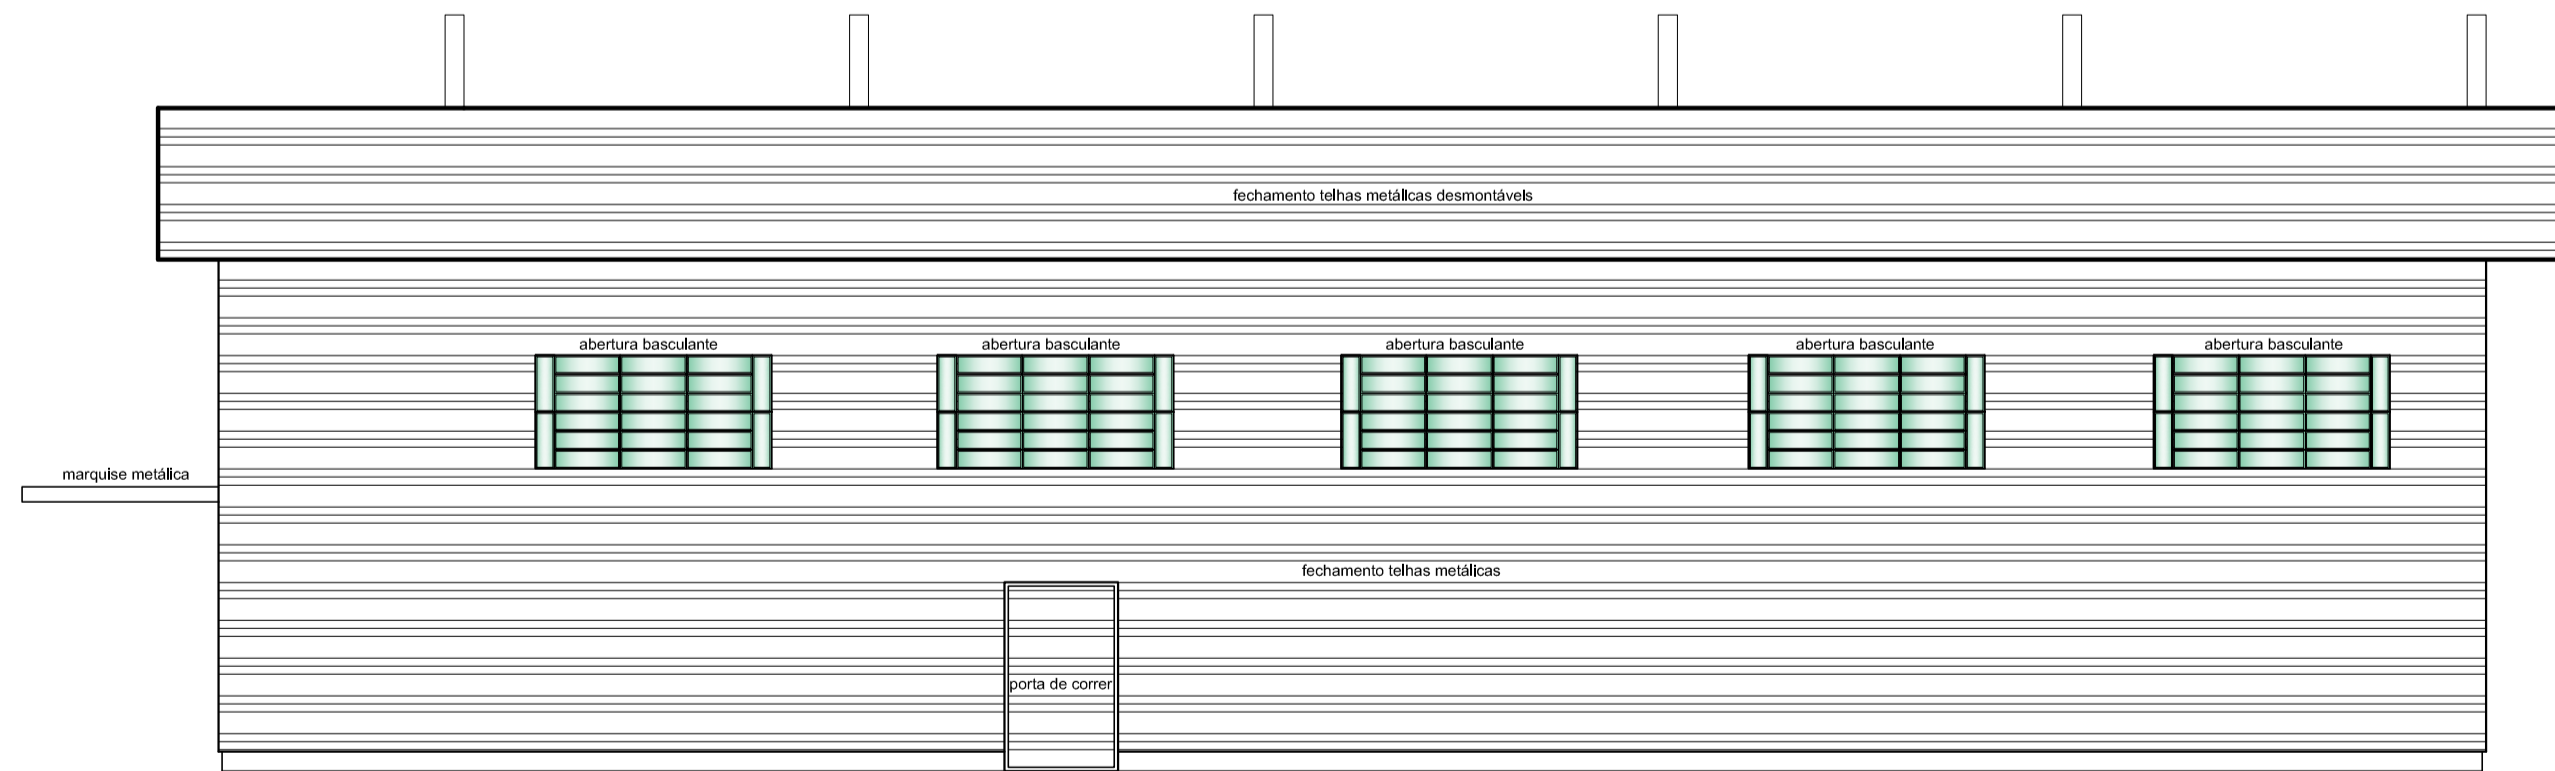 fechamento telhas metálicas desmontáveis
abertura basculante
abertura basculante
abertura basculante
abertura basculante
abertura basculante
marquise metálica
fechamento telhas metálicas
porta de correr